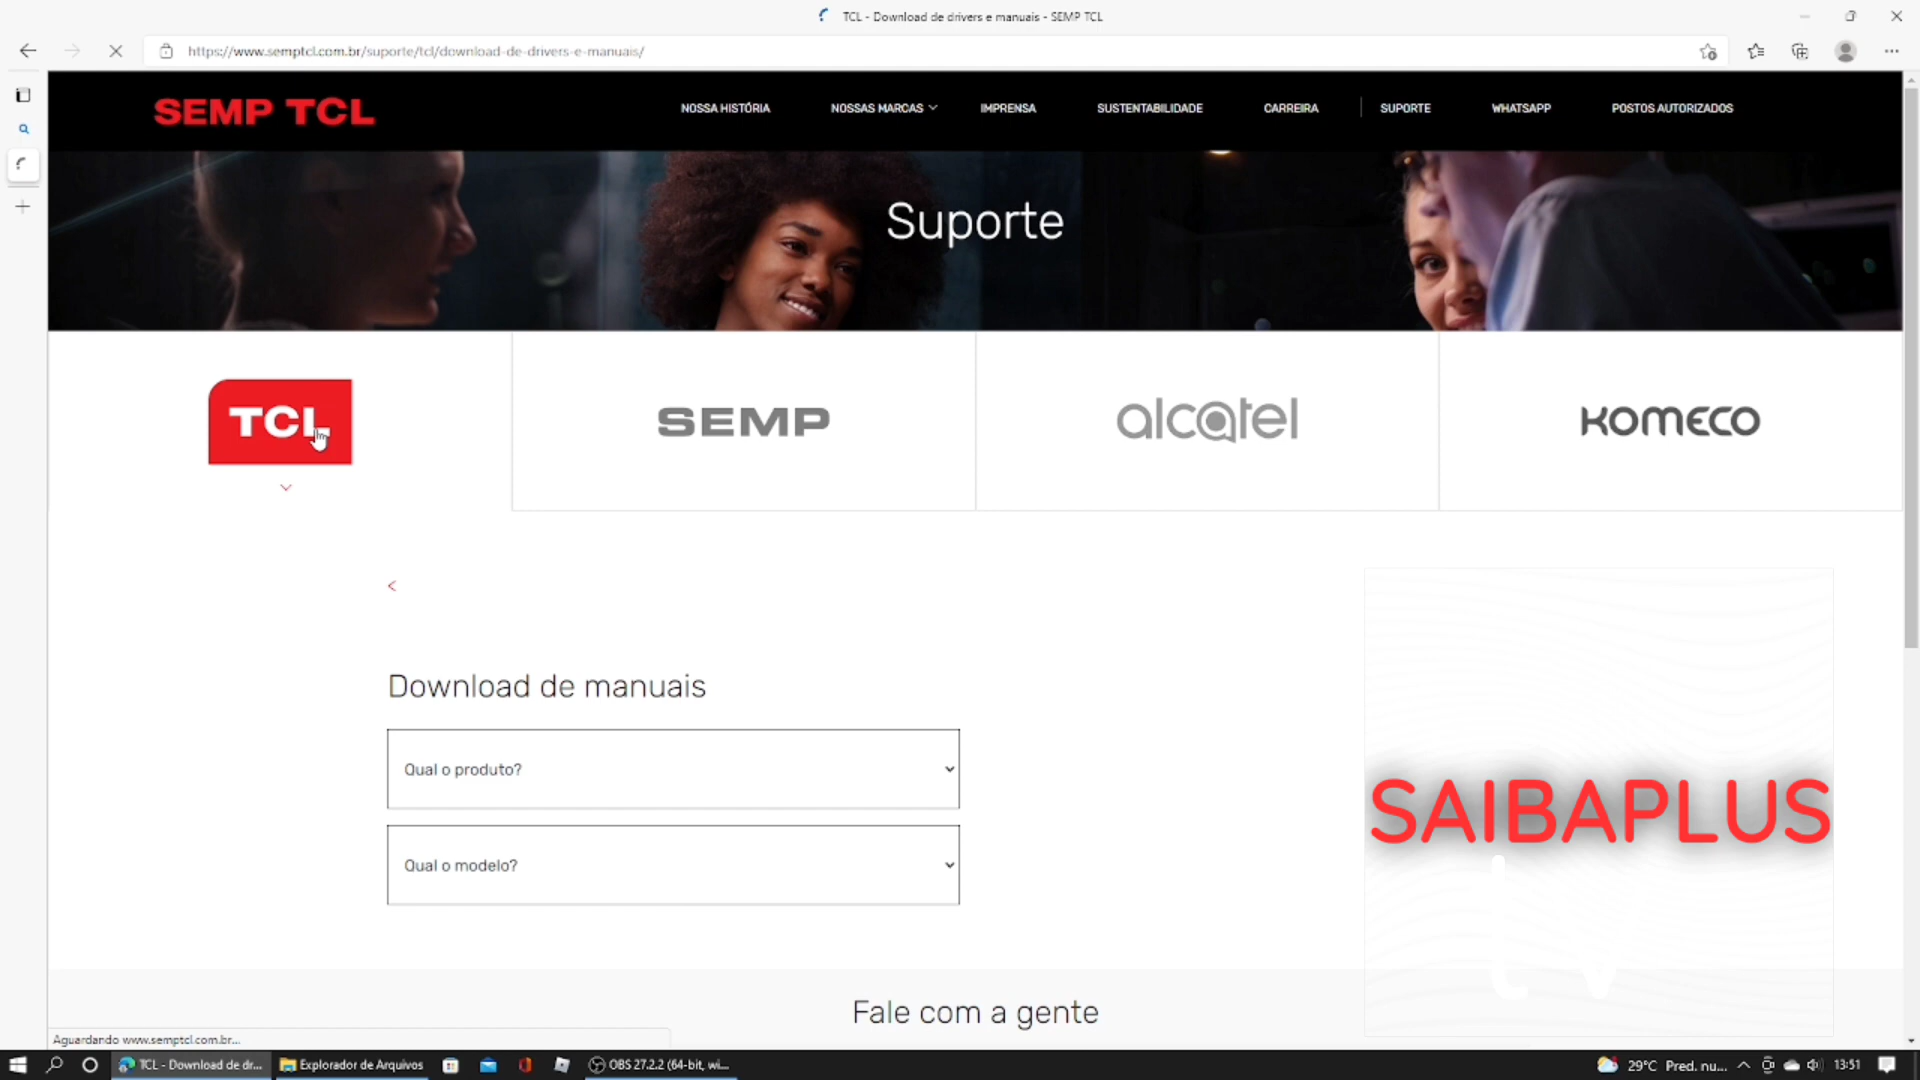 TCL - Download de drivers e manuais - SEMP TCL
https://www.semptcl.com.br/suporte/tcl/download-de-drivers-e-manuais/
SEMP TCL
NOSSA HISTÓRIA
NOSSAS MARCAS
IMPRENSA
SUSTENTABILIDADE
CARREIRA
SUPORTE
WHATSAPP
POSTOS AUTORIZADOS
Suporte
TCL
SEMP
alcatel
KOMECO
<
Download de manuais
Qual o produto?
Qual o modelo?
SAIBAPLUS
Fale com a gente
Aguardando www.semptcl.com.br...
TCL - Download de dr...
Explorador de Arquivos
OBS 27.2.2 (64-bit, wi...
29°C Pred. nu...
13:51